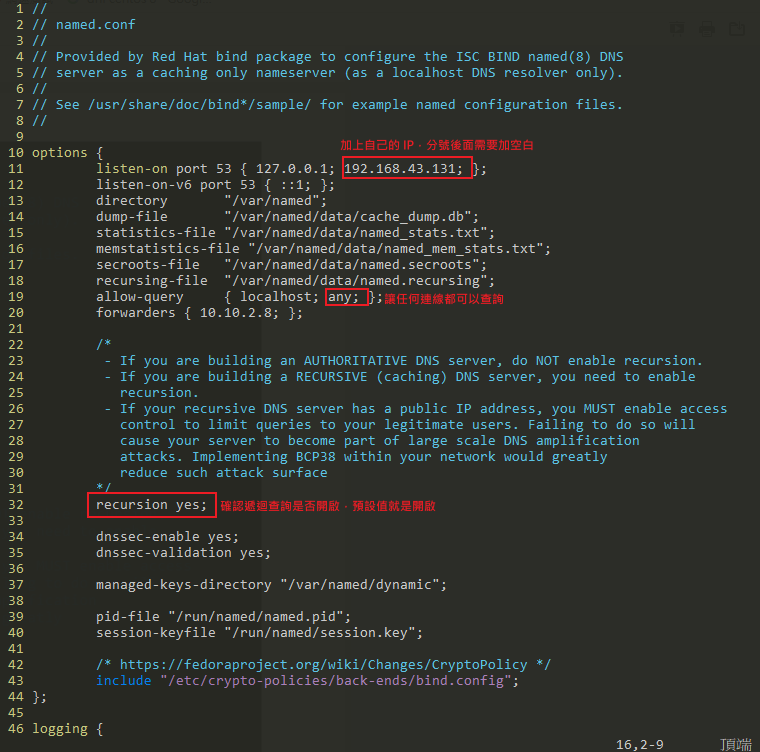 1 //
2 // named.conf
3 //
4 // Provided by Red Hat bind package to configure the ISC BIND named(8) DNS
5 // server as a caching only nameserver (as a localhost DNS resolver only).
6 //
7 // See /usr/share/doc/bind*/sample/ for example named configuration files.
8 //
9
加上自己的 IP，分號後面需要加空白
10 options {
11         listen-on port 53 { 127.0.0.1; 192.168.43.131; };
12         listen-on-v6 port 53 { ::1; };
13         directory       "/var/named";
14         dump-file       "/var/named/data/cache_dump.db";
15         statistics-file "/var/named/data/named_stats.txt";
16         memstatistics-file "/var/named/data/named_mem_stats.txt";
17         secroots-file   "/var/named/data/named.secroots";
18         recursing-file  "/var/named/data/named.recursing";
19         allow-query     { localhost; any; }; 讓任何連線都可以查詢
20         forwarders { 10.10.2.8; };
21
22         /*
23          - If you are building an AUTHORITATIVE DNS server, do NOT enable recursion.
24          - If you are building a RECURSIVE (caching) DNS server, you need to enable
25            recursion.
26          - If your recursive DNS server has a public IP address, you MUST enable access
27            control to limit queries to your legitimate users. Failing to do so will
28            cause your server to become part of large scale DNS amplification
29            attacks. Implementing BCP38 within your network would greatly
30            reduce such attack surface
31         */
32         recursion yes; 確認遞迴查詢是否開啟，預設值就是開啟
33
34         dnssec-enable yes;
35         dnssec-validation yes;
36
37         managed-keys-directory "/var/named/dynamic";
38
39         pid-file "/run/named/named.pid";
40         session-keyfile "/run/named/session.key";
41
42         /* https://fedoraproject.org/wiki/Changes/CryptoPolicy */
43         include "/etc/crypto-policies/back-ends/bind.config";
44 };
45
46 logging {
16,2-9 頂端